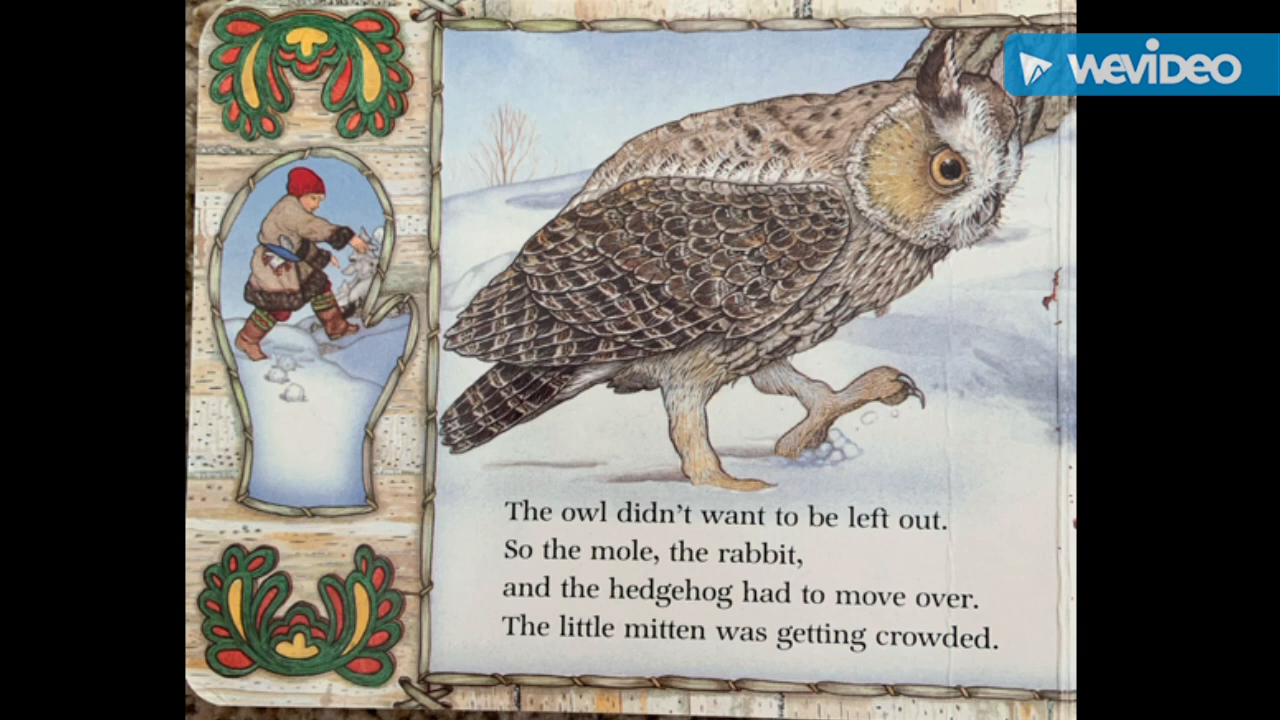 WEVIDEO
The owl didn't want to be left out.
So the mole, the rabbit,
and the hedgehog had to move over.
The little mitten was getting crowded.